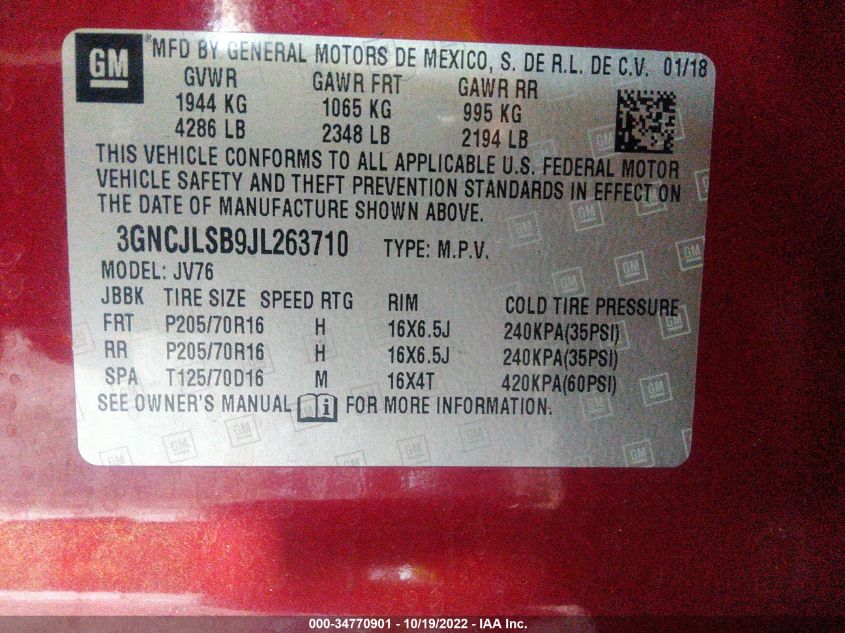 GM ® MFD BY GENERAL MOTORS DE MEXICO, S. DE R.L. DE C.V. 01/18
GVWR GAWR FRT GAWR RR
1944 KG 1065 KG 995 KG
4286 LB 2348 LB 2194 LB
THIS VEHICLE CONFORMS TO ALL APPLICABLE U.S. FEDERAL MOTOR
VEHICLE SAFETY AND THEFT PREVENTION STANDARDS IN EFFECT ON
THE DATE OF MANUFACTURE SHOWN ABOVE.
3GNCJLSB9JL263710 TYPE: M.P.V.
MODEL: JV76
JBBK TIRE SIZE SPEED RTG RIM COLD TIRE PRESSURE
FRT P205/70R16 H 16X6.5J 240KPA(35PSI)
RR P205/70R16 H 16X6.5J 240KPA(35PSI)
SPA T125/70D16 M 16X4T 420KPA(60PSI)
SEE OWNER'S MANUAL i FOR MORE INFORMATION.
000-34770901 - 10/19/2022 - IAA Inc.